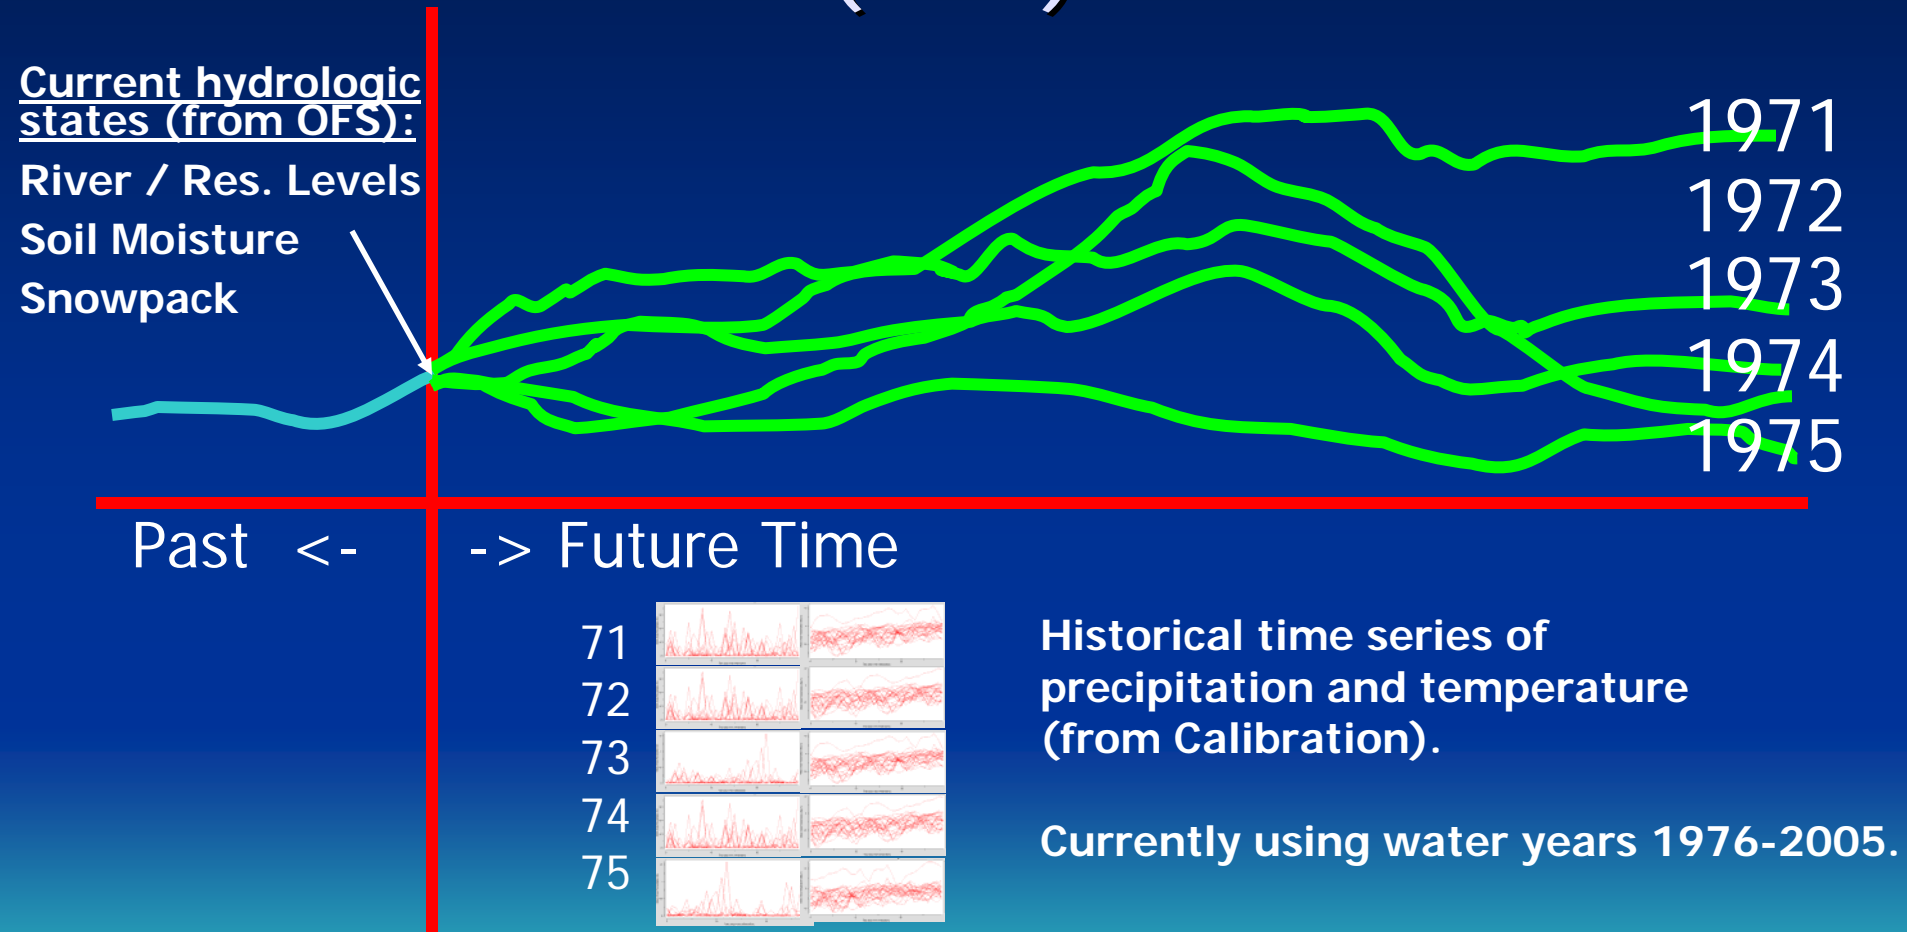 Current hydrologic
states (from OFS):
River / Res. Levels
Soil Moisture
Snowpack
1971
1972
1973
1974
1975
Past <- -> Future Time
71
72
73
74
75
Historical time series of
precipitation and temperature
(from Calibration).
Currently using water years 1976-2005.